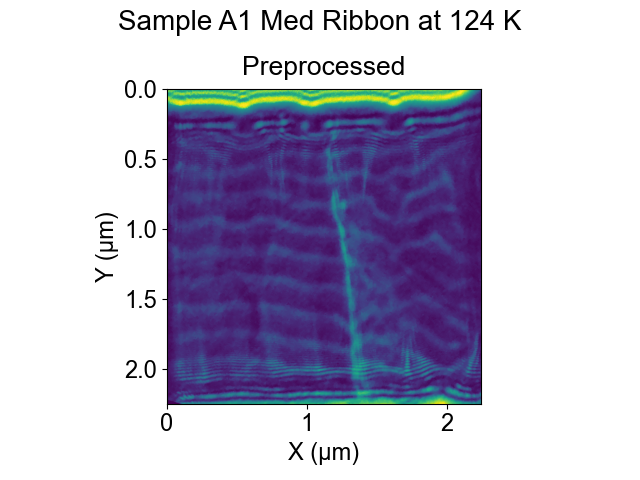 Sample A1 Med Ribbon at 124 K
Preprocessed
0.0
0.5
1.0
1.5
2.0
Y (μm)
0
1
2
X (μm)